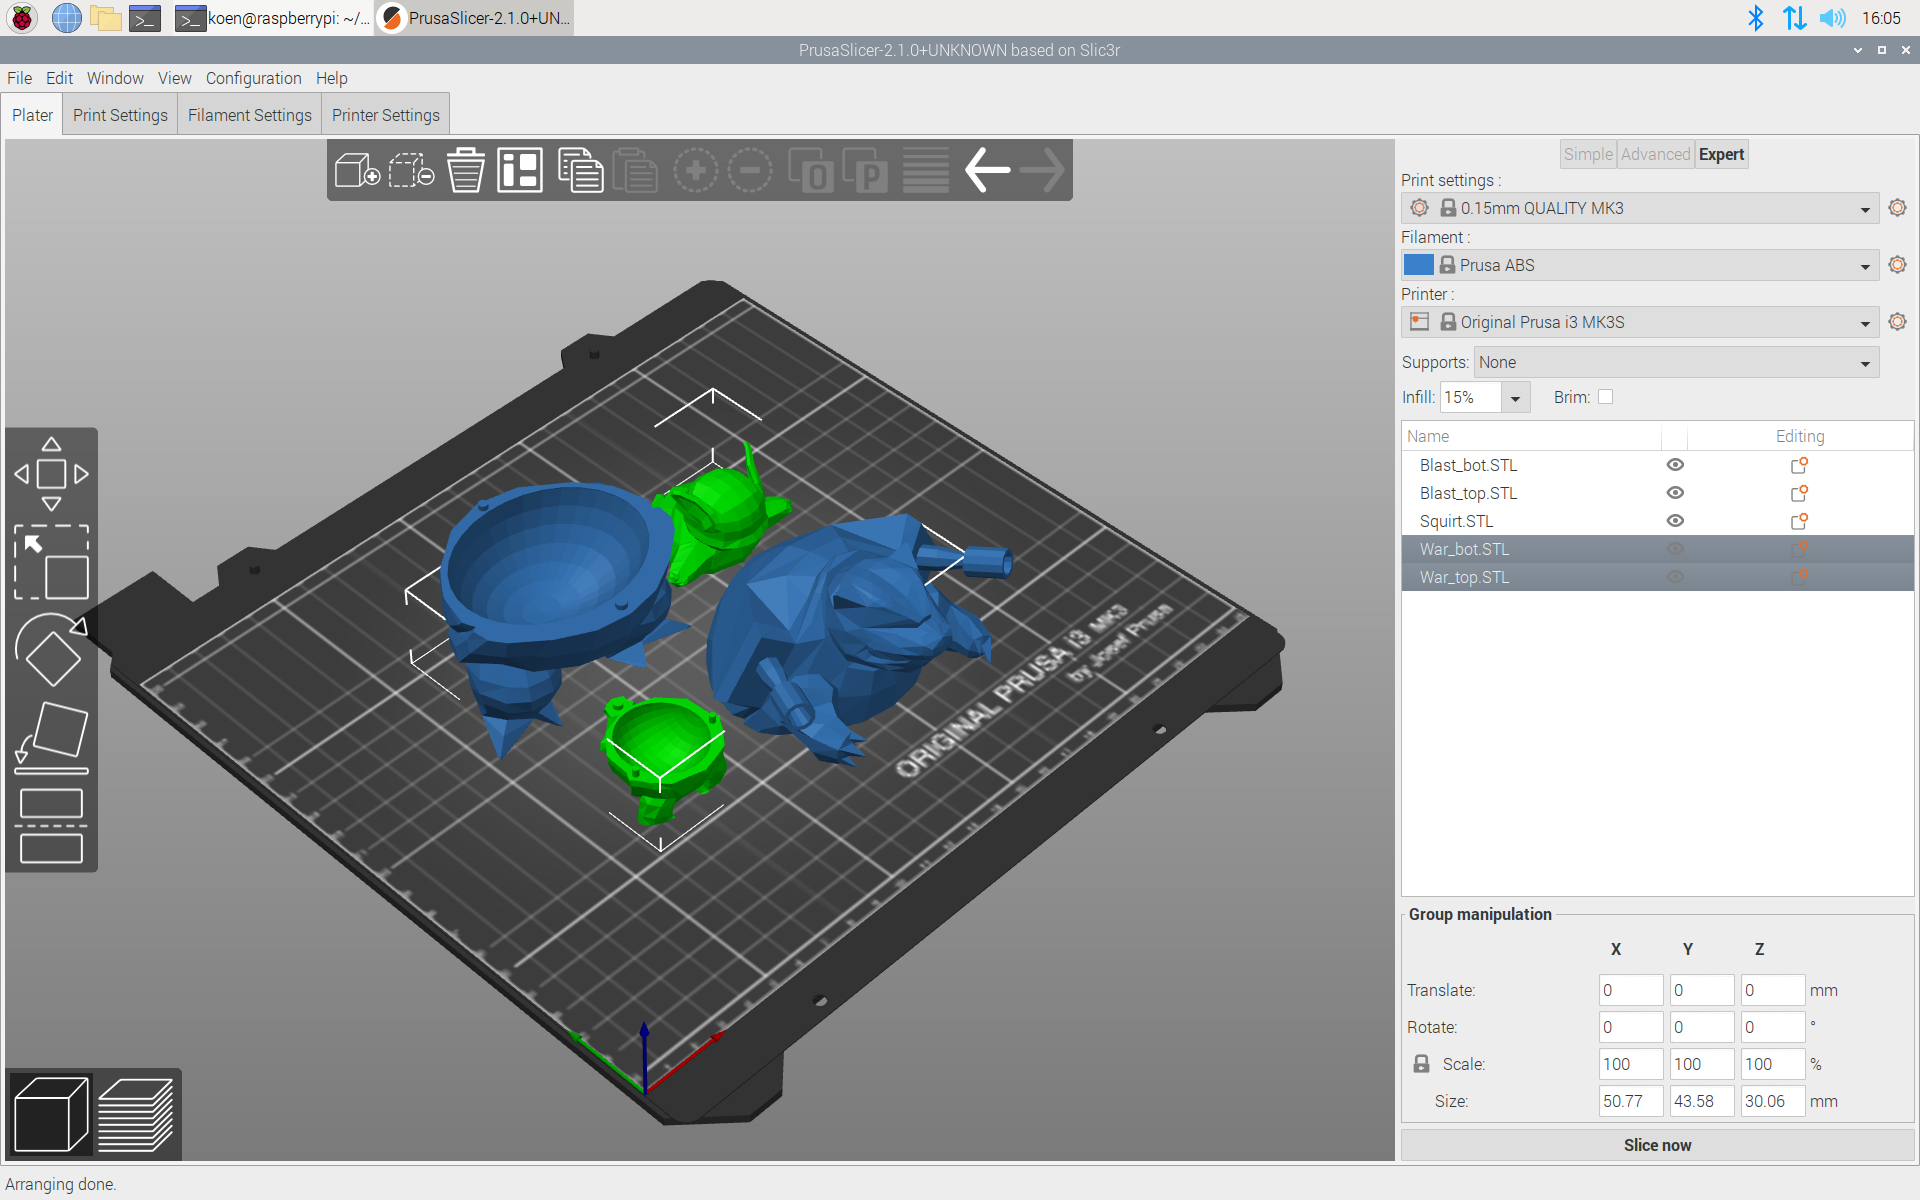 koen@raspberrypi: ~/...
PrusaSlicer-2.1.0+UN...
16:05
PrusaSlicer-2.1.0+UNKNOWN based on Slic3r
File Edit Window View Configuration Help
Plater Print Settings Filament Settings Printer Settings
Simple Advanced Expert
Print settings :
0.15mm QUALITY MK3
Filament :
Prusa ABS
Printer :
Original Prusa i3 MK3S
Supports: None
Infill: 15% Brim:
Name Editing
Blast_bot.STL
Blast_top.STL
Squirt.STL
War_bot.STL
War_top.STL
O P
ORIGINAL PRUSA i3 MK3
by Josef Prusa
Group manipulation
X Y Z
Translate: 0 0 0 mm
Rotate: 0 0 0 °
Scale: 100 100 100 %
Size: 50.77 43.58 30.06 mm
Slice now
Arranging done.